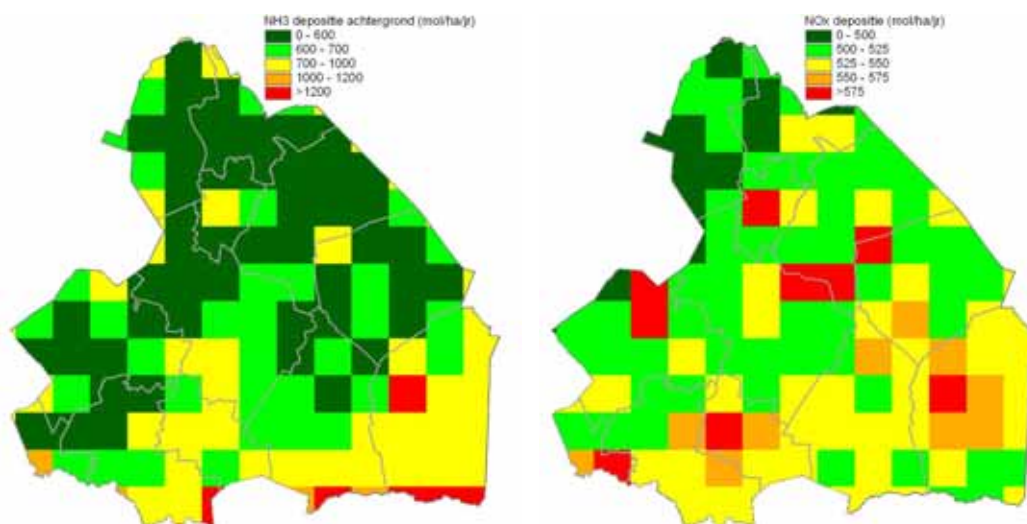 NH3 depositie achtergrond (mol/ha/jr)
0 - 600
600 - 700
700 - 1000
1000 - 1200
>1200
NOx depositie (mol/ha/jr)
0 - 500
500 - 525
525 - 550
550 - 575
>575